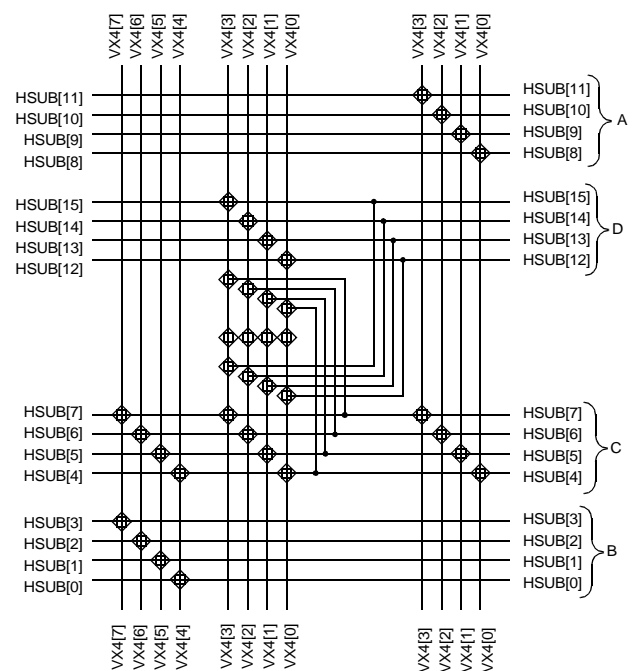 VX4[7] VX4[6] VX4[5] VX4[4] VX4[3] VX4[2] VX4[1] VX4[0] VX4[3] VX4[2] VX4[1] VX4[0]
HSUB[11] HSUB[11]
HSUB[10] HSUB[10] A
HSUB[9] HSUB[9]
HSUB[8] HSUB[8]
HSUB[15] HSUB[15]
HSUB[14] HSUB[14] D
HSUB[13] HSUB[13]
HSUB[12] HSUB[12]
HSUB[7] HSUB[7]
HSUB[6] HSUB[6] C
HSUB[5] HSUB[5]
HSUB[4] HSUB[4]
HSUB[3] HSUB[3]
HSUB[2] HSUB[2] B
HSUB[1] HSUB[1]
HSUB[0] HSUB[0]
VX4[7] VX4[6] VX4[5] VX4[4] VX4[3] VX4[2] VX4[1] VX4[0] VX4[3] VX4[2] VX4[1] VX4[0]